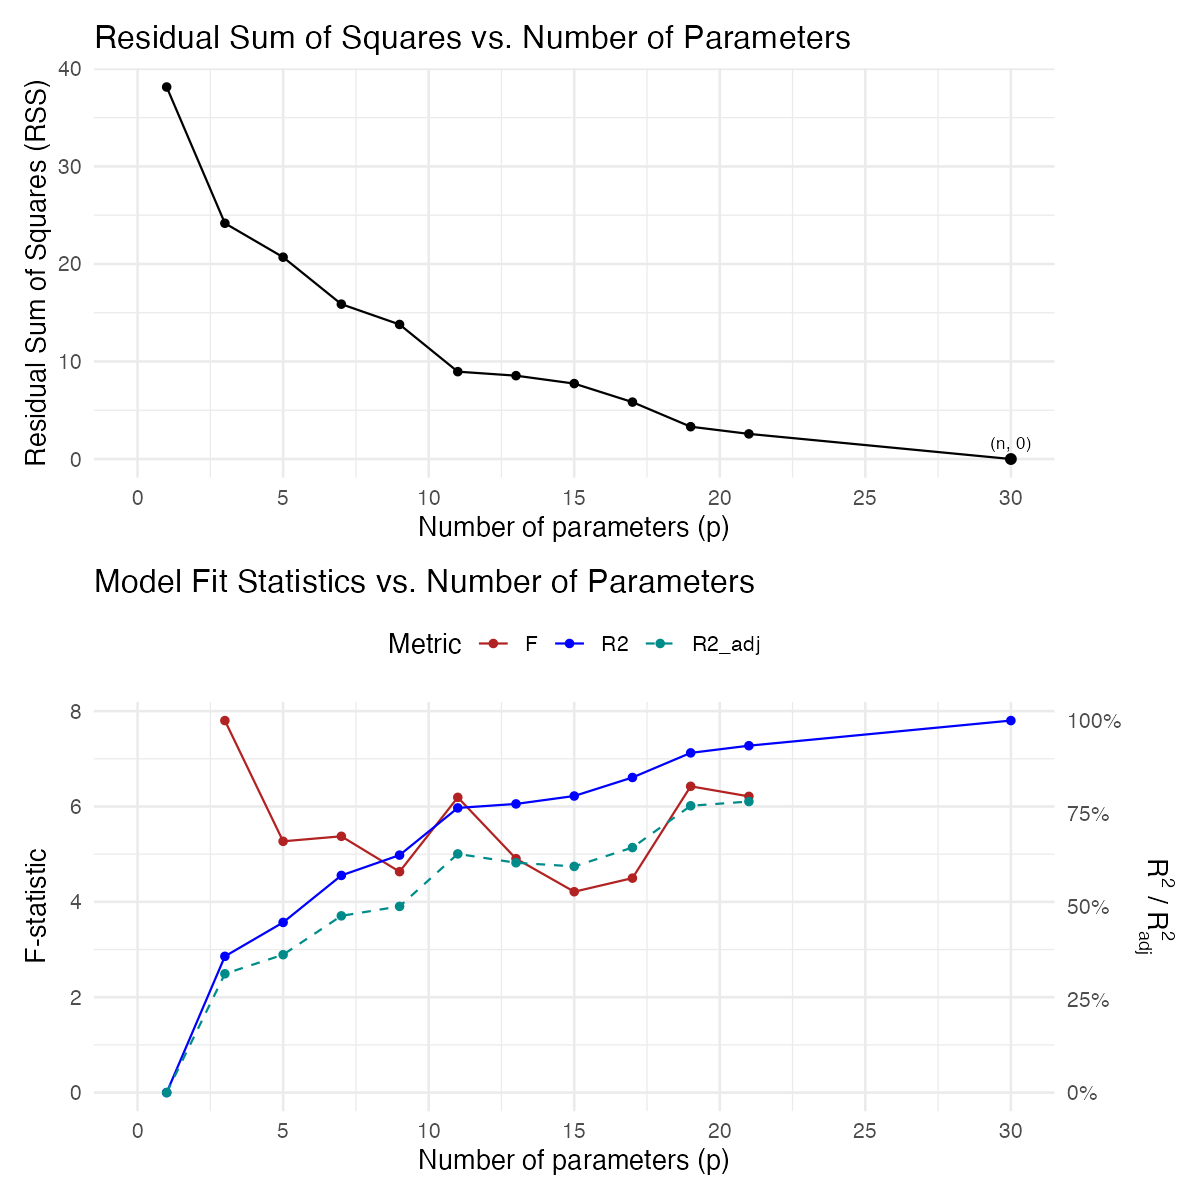 Residual Sum of Squares vs. Number of Parameters
Residual Sum of Squares (RSS)
40
30
20
10
0
(n, 0)
0 5 10 15 20 25 30
Number of parameters (p)
Model Fit Statistics vs. Number of Parameters
Metric F R2 R2_adj
F-statistic
8
6
4
2
0
100%
75%
50%
25%
0%
R² / R²adj
0 5 10 15 20 25 30
Number of parameters (p)